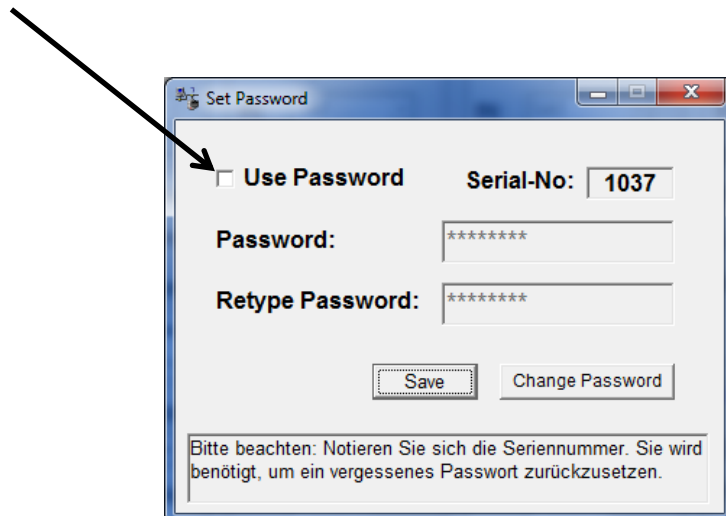 Set Password
Use Password Serial-No: 1037
Password: ********
Retype Password: ********
Save Change Password
Bitte beachten: Notieren Sie sich die Seriennummer. Sie wird
benötigt, um ein vergessenes Passwort zurückzusetzen.